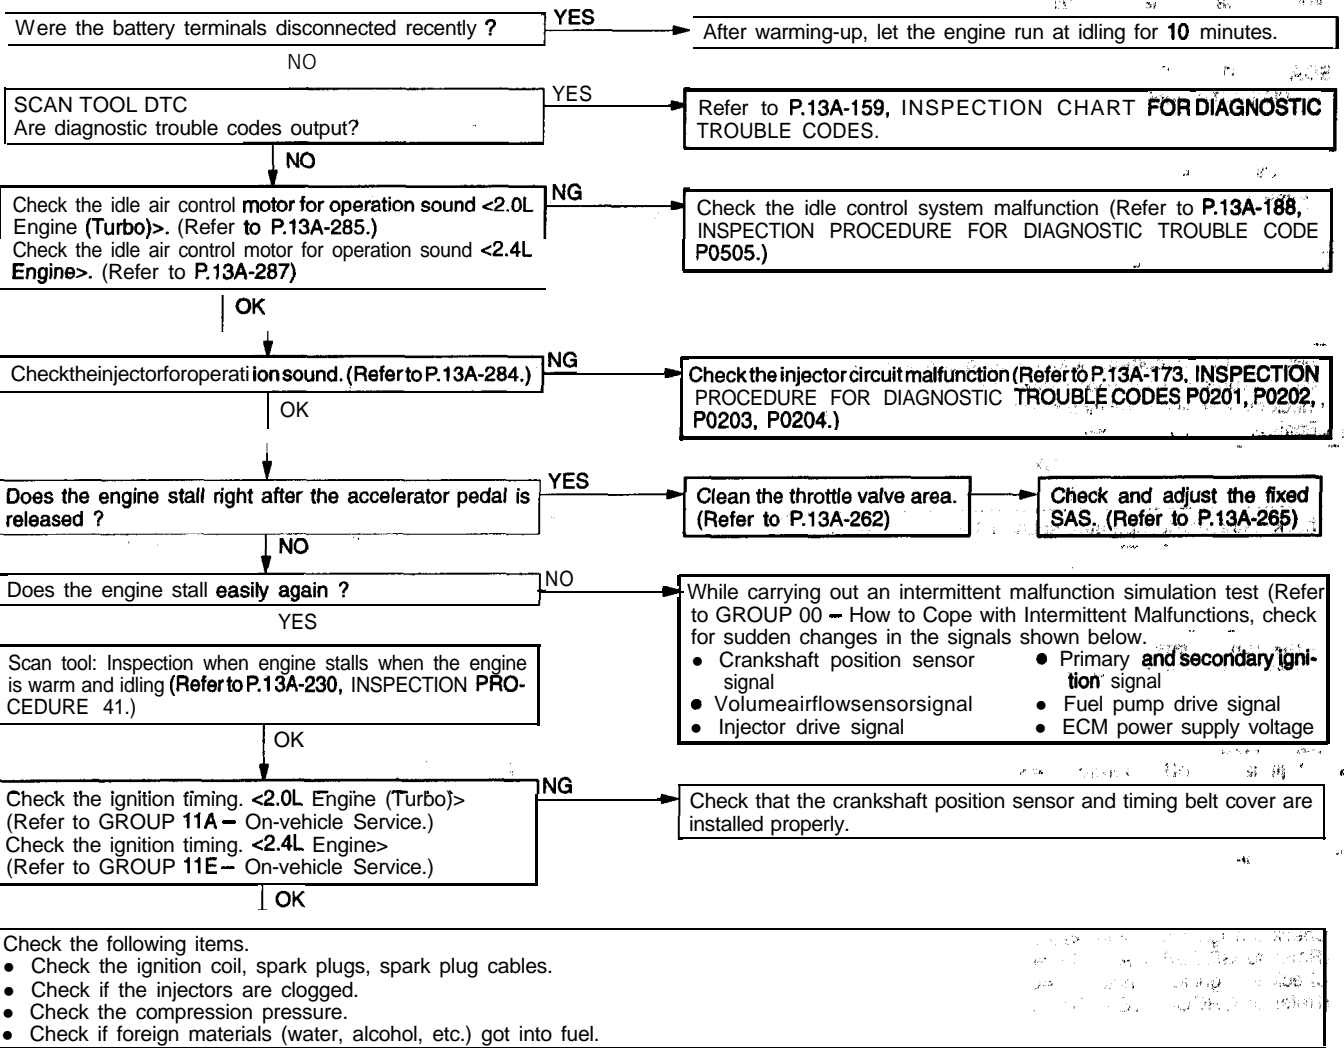 Were the battery terminals disconnected recently ?
YES
After warming-up, let the engine run at idling for 10 minutes.
NO
SCAN TOOL DTC
Are diagnostic trouble codes output?
YES
Refer to P.13A-159, INSPECTION CHART FOR DIAGNOSTIC
TROUBLE CODES.
NO
Check the idle air control motor for operation sound <2.0L
Engine (Turbo)>. (Refer to P.13A-285.)
Check the idle air control motor for operation sound <2.4L
Engine>. (Refer to P.13A-287)
NG
Check the idle control system malfunction (Refer to P.13A-188,
INSPECTION PROCEDURE FOR DIAGNOSTIC TROUBLE CODE
P0505.)
OK
Checktheinjectorforoperationsound. (RefertoP.13A-284.)
NG
Check the injector circuit malfunction (Refer to P.13A-173, INSPECTION
PROCEDURE FOR DIAGNOSTIC TROUBLE CODES P0201, P0202,
P0203, P0204.)
OK
Does the engine stall right after the accelerator pedal is
released ?
YES
Clean the throttle valve area.
(Refer to P.13A-262)
Check and adjust the fixed
SAS. (Refer to P.13A-265)
NO
Does the engine stall easily again ?
NO
While carrying out an intermittent malfunction simulation test (Refer
to GROUP 00 – How to Cope with Intermittent Malfunctions, check
for sudden changes in the signals shown below.
● Crankshaft position sensor
signal
● Volumeairflowsensorsignal
● Injector drive signal
● Primary and secondary igni-
tion signal
● Fuel pump drive signal
● ECM power supply voltage
YES
Scan tool: Inspection when engine stalls when the engine
is warm and idling (Refer to P.13A-230, INSPECTION PRO-
CEDURE 41.)
OK
Check the ignition timing. <2.0L Engine (Turbo)>
(Refer to GROUP 11A – On-vehicle Service.)
Check the ignition timing. <2.4L Engine>
(Refer to GROUP 11E – On-vehicle Service.)
NG
Check that the crankshaft position sensor and timing belt cover are
installed properly.
OK
Check the following items.
● Check the ignition coil, spark plugs, spark plug cables.
● Check if the injectors are clogged.
● Check the compression pressure.
● Check if foreign materials (water, alcohol, etc.) got into fuel.